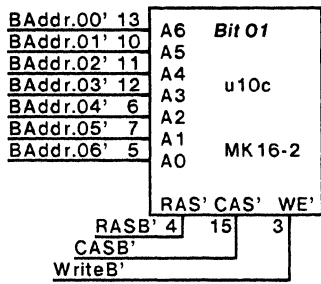 BAddr.00' 13 A6 Bit 01
BAddr.01' 10 A5
BAddr.02' 11 A4
BAddr.03' 12 A3 u10c
BAddr.04' 6 A2
BAddr.05' 7 A1
BAddr.06' 5 A0 MK16-2
RAS' CAS' WE'
RASB' 4 15 3
CASB'
WriteB'